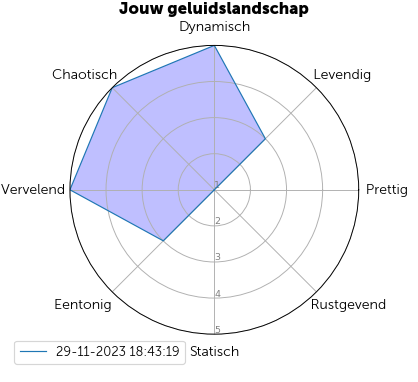 Jouw geluidslandschap
Dynamisch
Chaotisch
Levendig
Vervelend
1
Prettig
2
3
4
Eentonig
Rustgevend
5
29-11-2023 18:43:19
Statisch